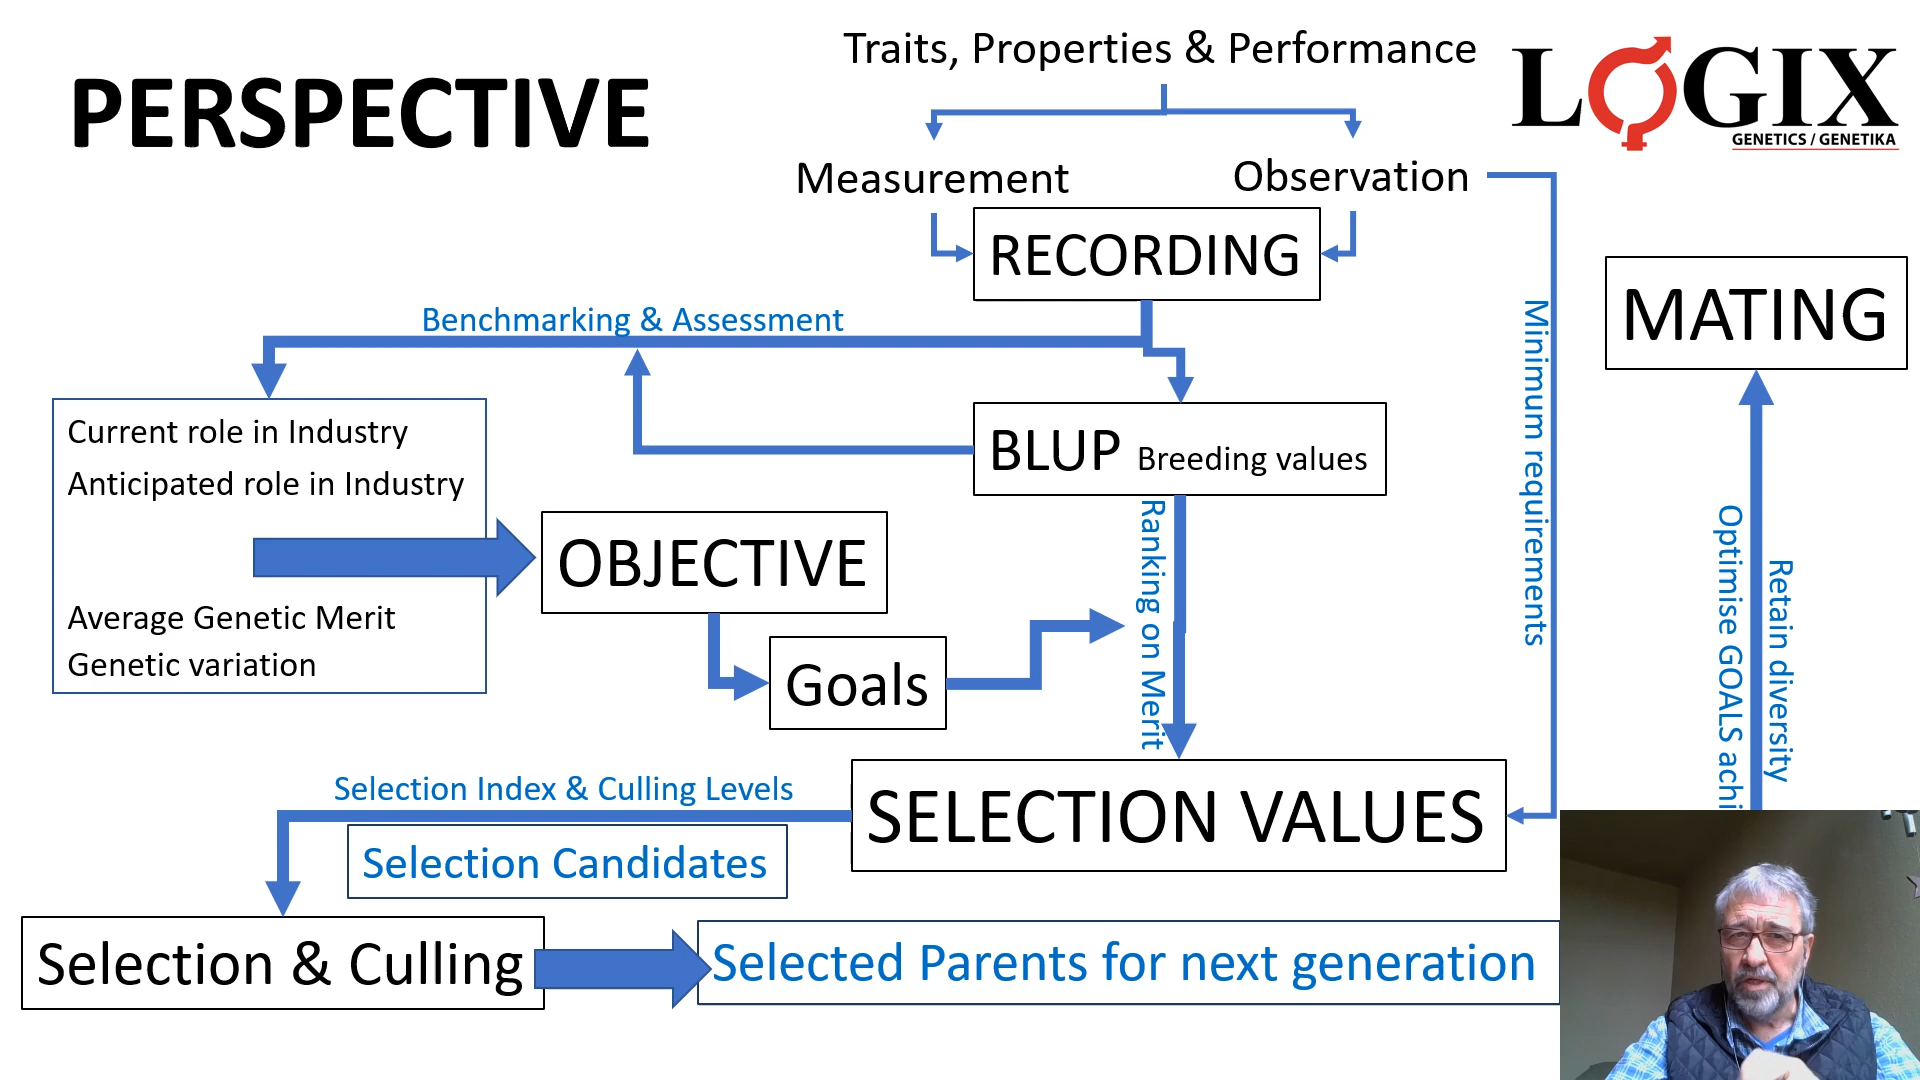 PERSPECTIVE
Traits, Properties & Performance
LOGIX
GENETICS / GENETIKA
Measurement
Observation
RECORDING
MATING
Benchmarking & Assessment
Minimum requirements
Current role in Industry
Anticipated role in Industry
Average Genetic Merit
Genetic variation
BLUP Breeding values
OBJECTIVE
Goals
Ranking on Merit
Optimise GOALS
Retain diversity
SELECTION VALUES
Selection Index & Culling Levels
Selection Candidates
Selection & Culling
Selected Parents for next generation